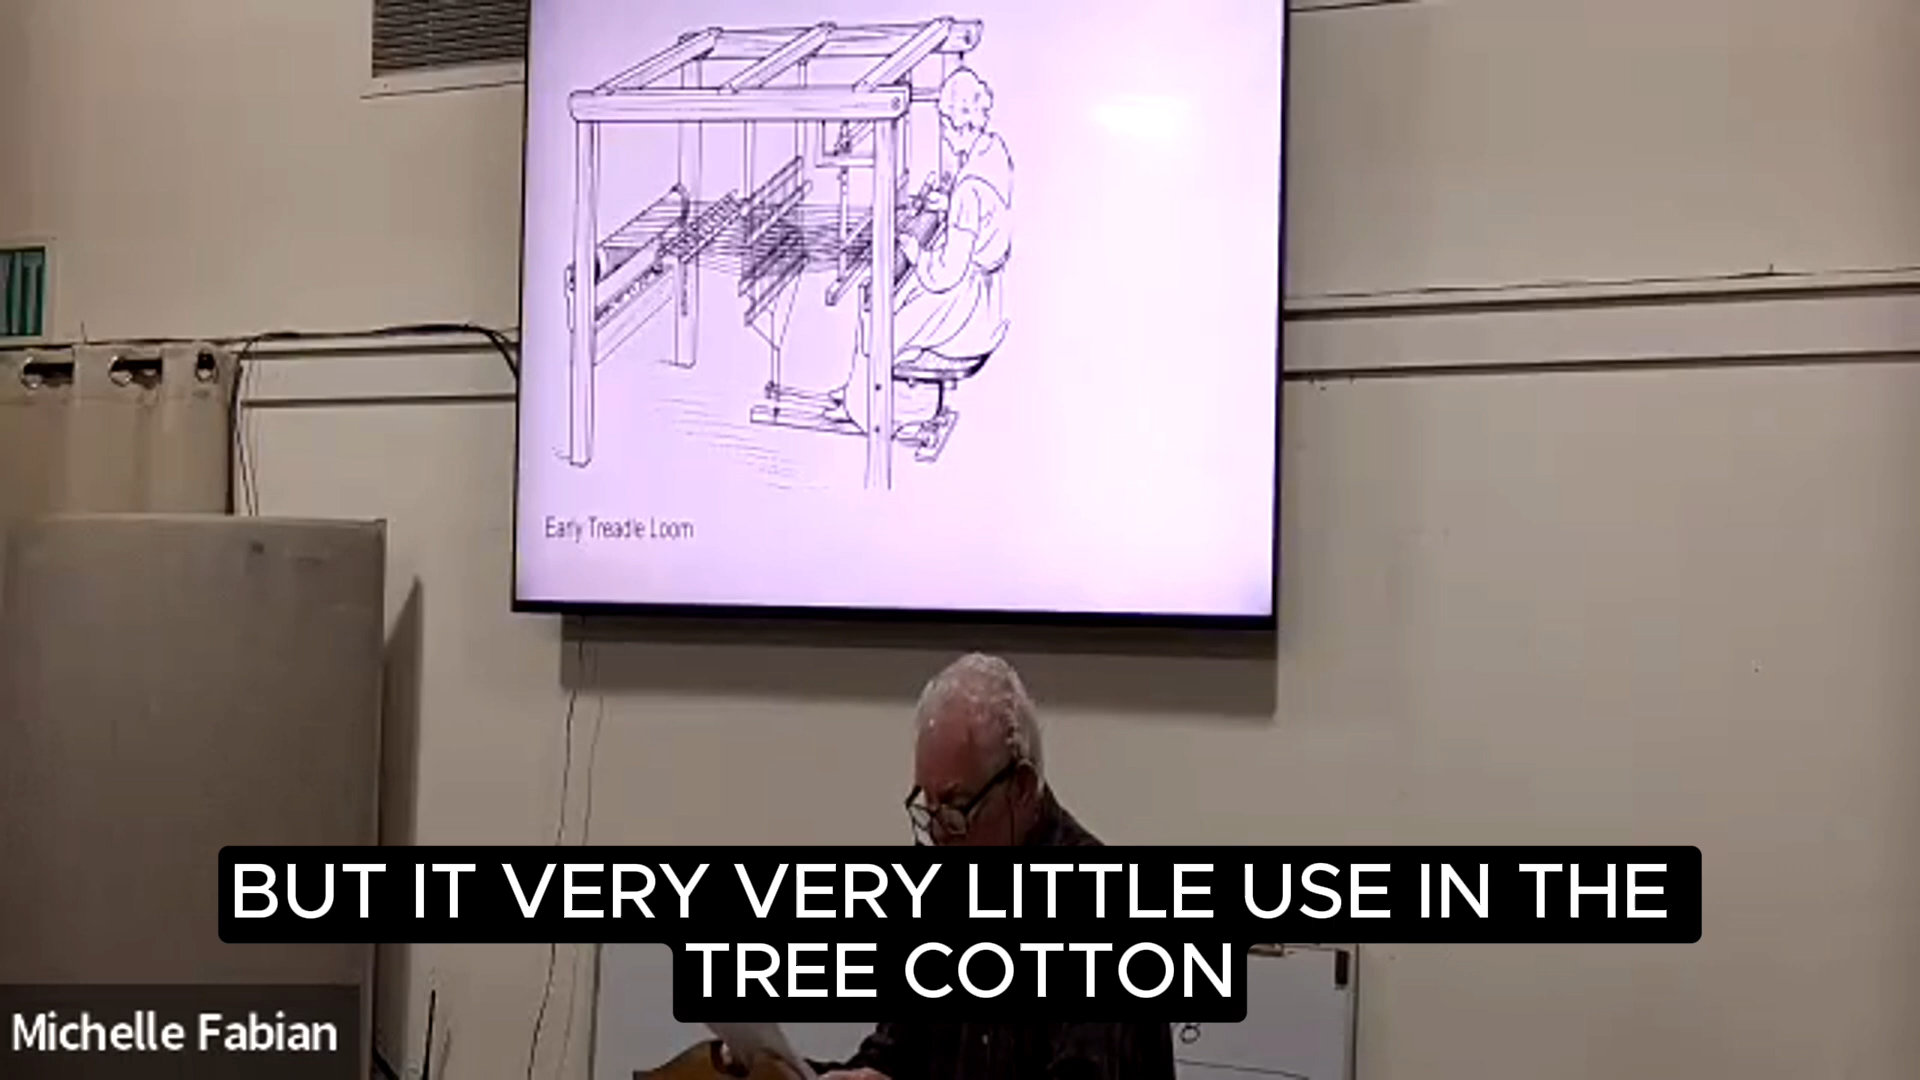 Early Treadle Loom
BUT IT VERY VERY LITTLE USE IN THE
TREE COTTON
Michelle Fabian